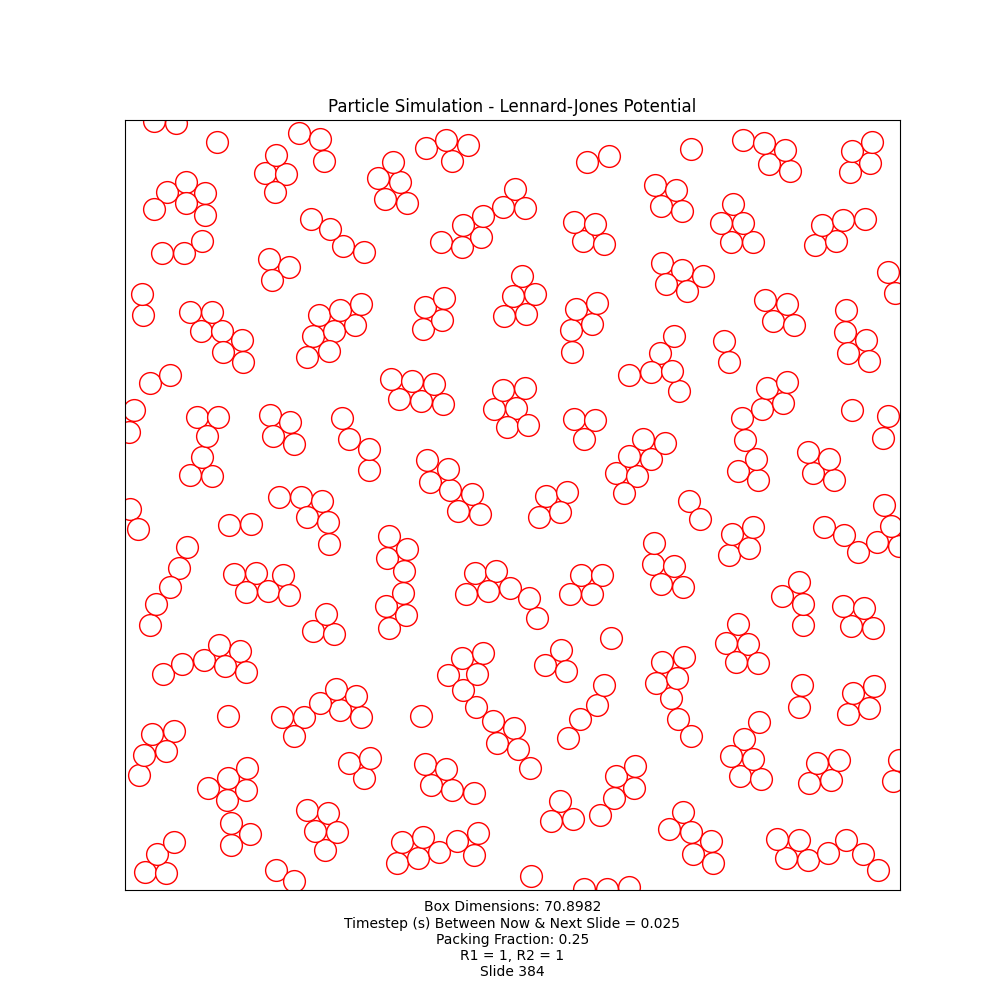 Particle Simulation - Lennard-Jones Potential
Box Dimensions: 70.8982
Timestep (s) Between Now & Next Slide = 0.025
Packing Fraction: 0.25
R1 = 1, R2 = 1
Slide 384